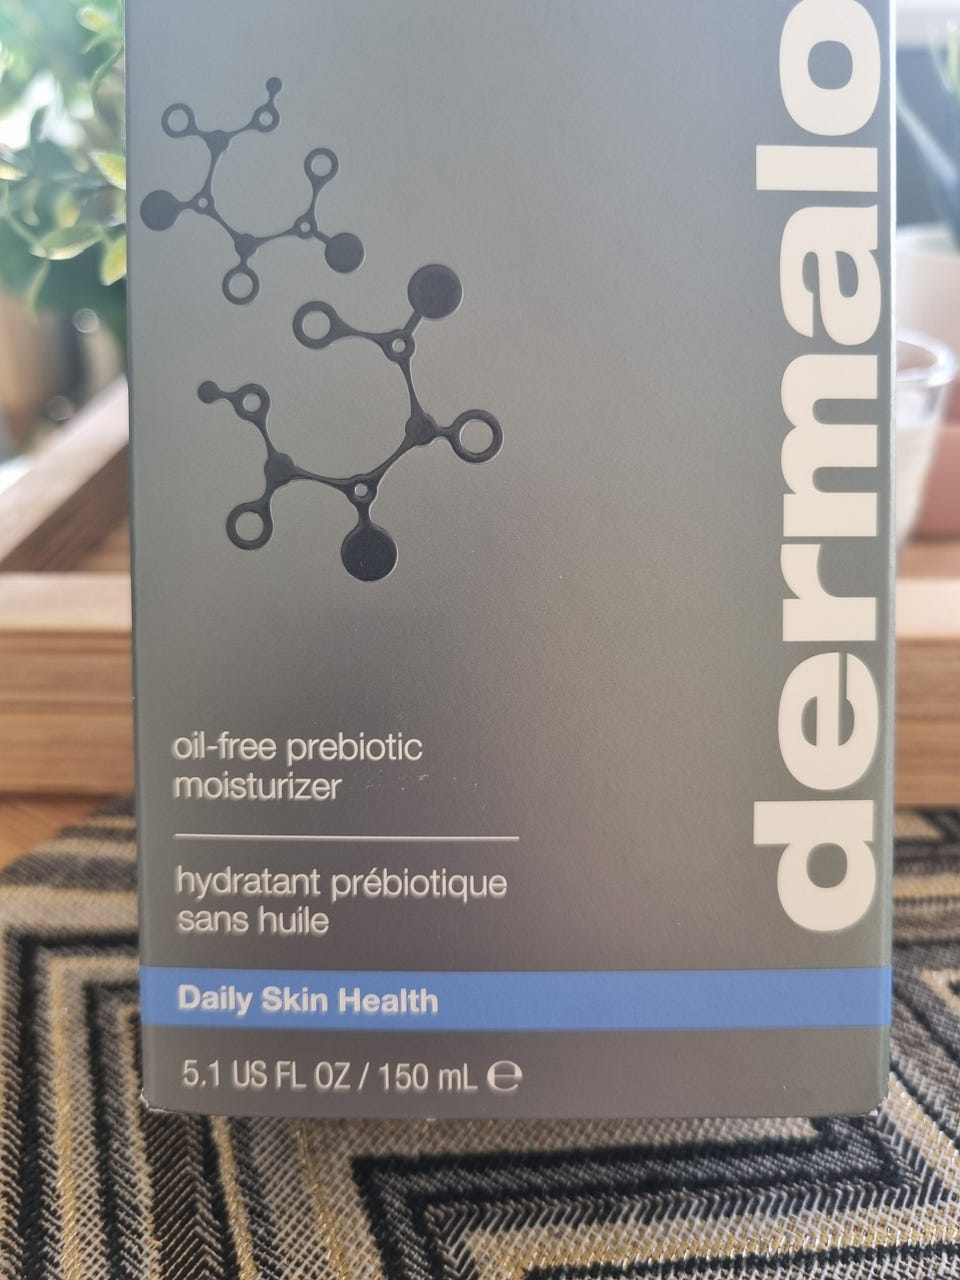 dermalo
oil-free prebiotic
moisturizer
hydratant prébiotique
sans huile
Daily Skin Health
5.1 US FL OZ / 150 mL ℮